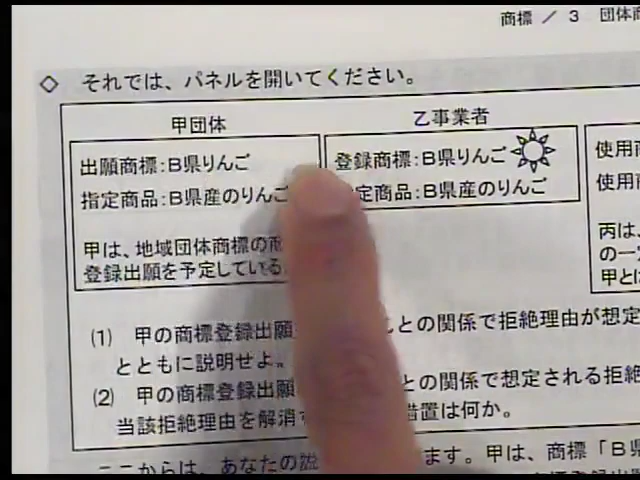 商標 / 3 団体商
◇ それでは、パネルを開いてください。
甲団体
出願商標:B県りんご
指定商品:B県産のりんご
甲は、地域団体商標の商
登録出願を予定している
乙事業者
登録商標:B県りんご
定商品:B県産のりんご
使用商
使用
丙は、
の一
甲と
(1) 甲の商標登録出願 との関係で拒絶理由が想定
とともに説明せよ。
(2) 甲の商標登録出願 との関係で想定される拒絶
当該拒絶理由を解消す 措置は何か。
ここからは、あなたの説 ます。甲は、商標「B県